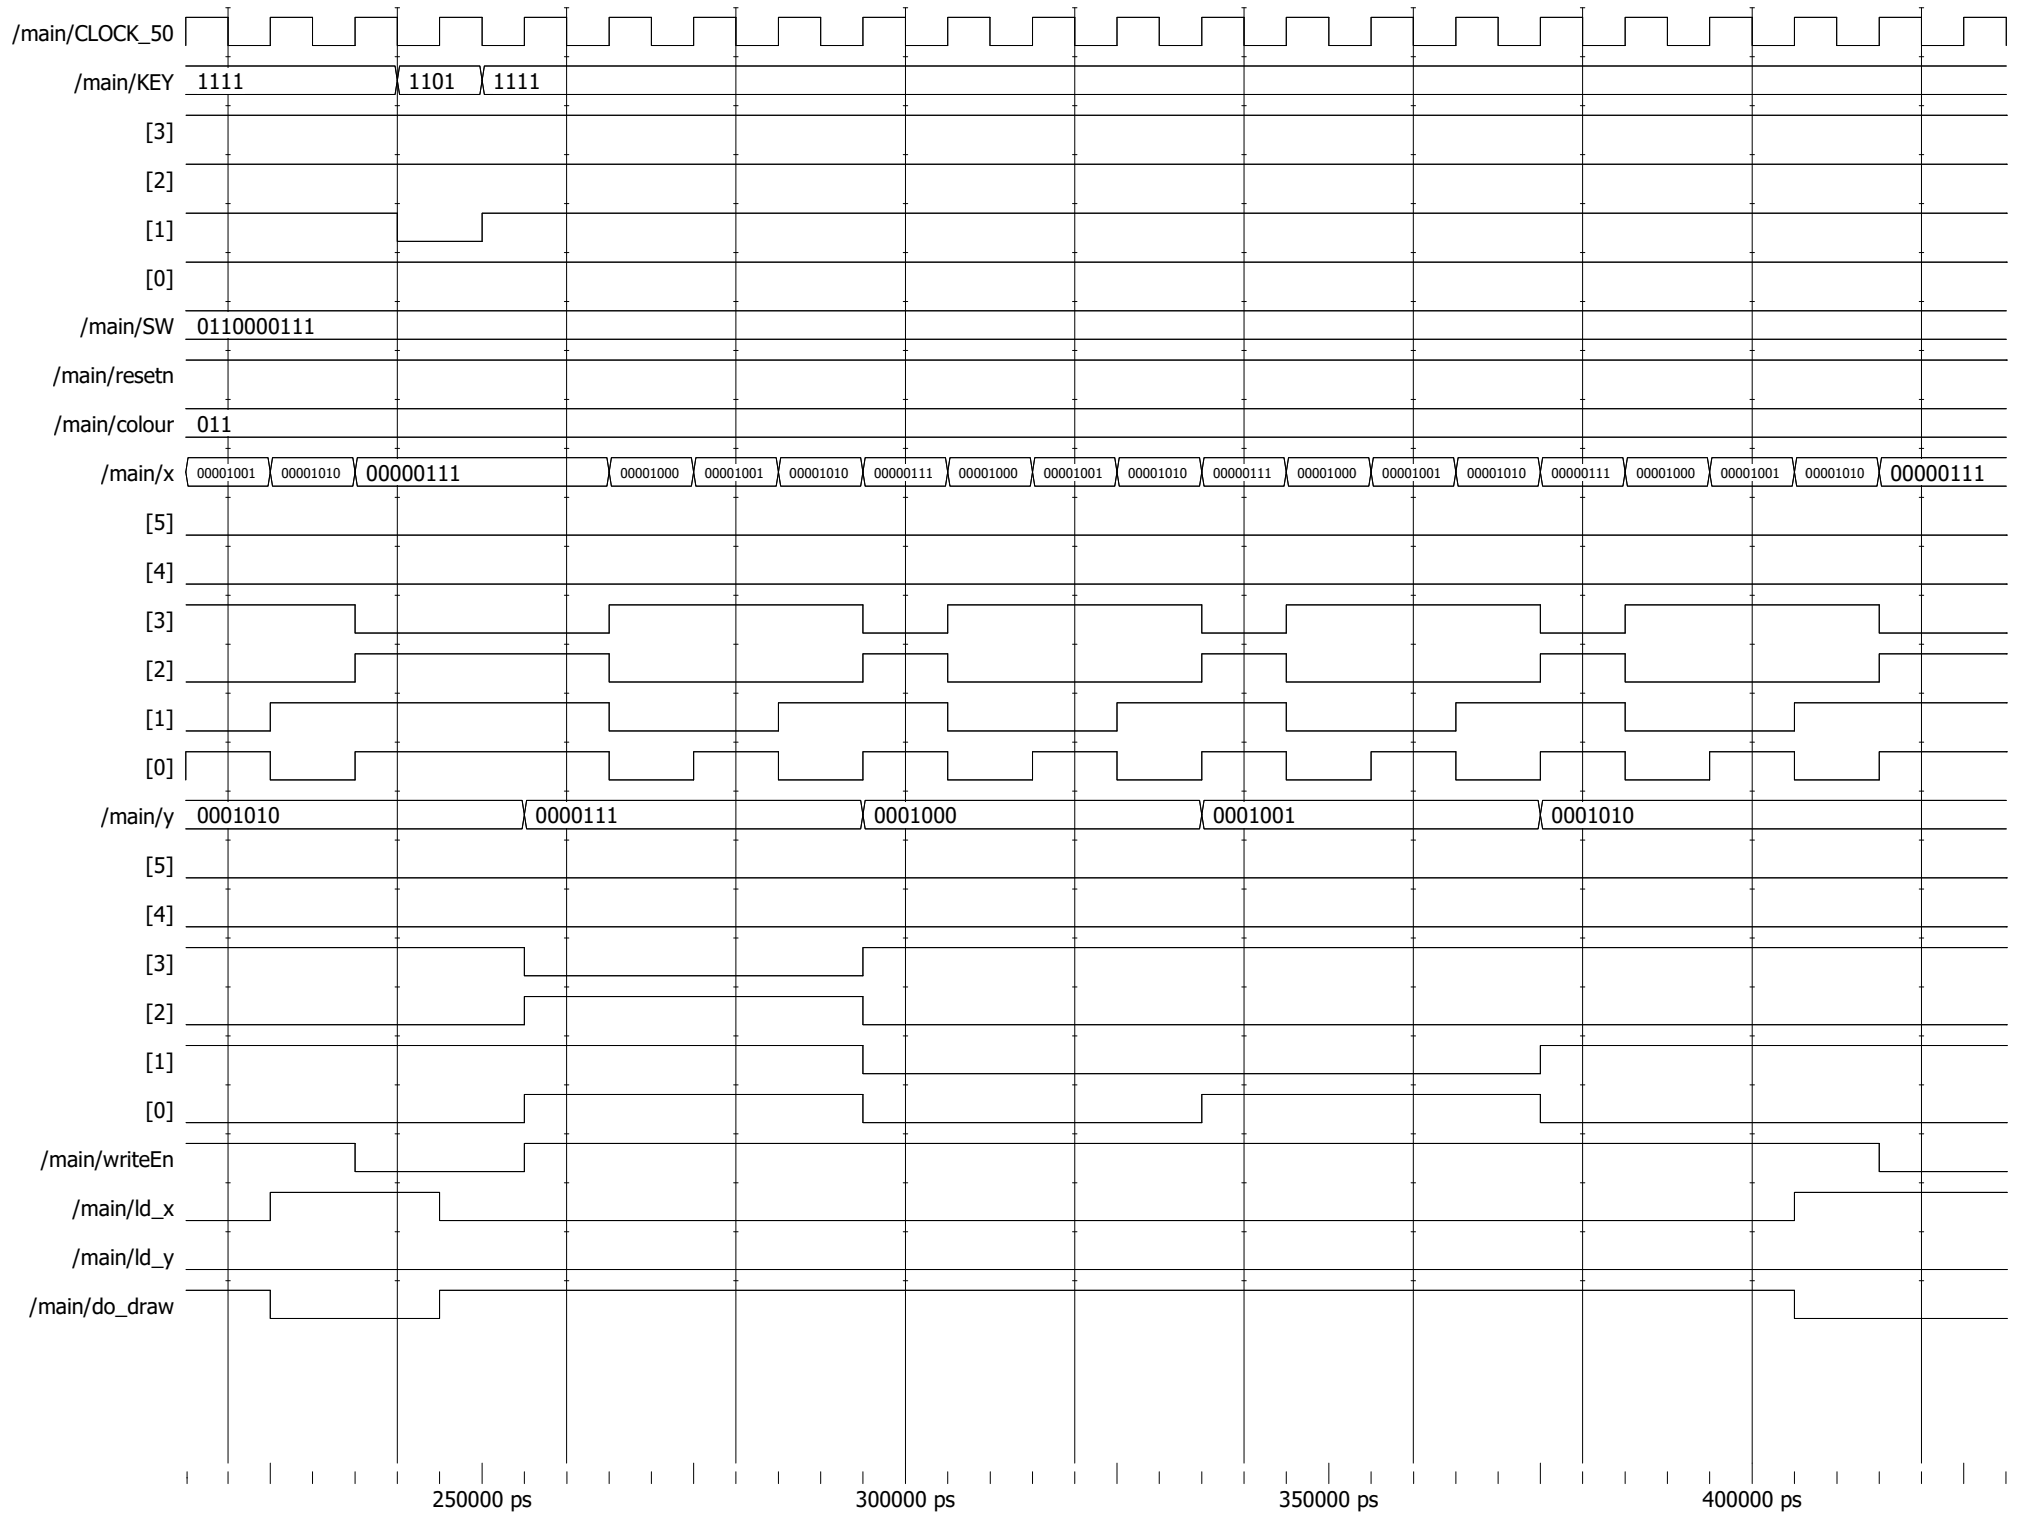 /main/CLOCK_50
/main/KEY 1111 1101 1111
[3]
[2]
[1]
[0]
/main/SW 0110000111
/main/resetn
/main/colour 011
/main/x 00001001 00001010 00000111 00001000 00001001 00001010 00000111 00001000 00001001 00001010 00000111 00001000 00001001 00001010 00000111 00001000 00001001 00001010 00000111
[5]
[4]
[3]
[2]
[1]
[0]
/main/y 0001010 0000111 0001000 0001001 0001010
[5]
[4]
[3]
[2]
[1]
[0]
/main/writeEn
/main/ld_x
/main/ld_y
/main/do_draw
250000 ps 300000 ps 350000 ps 400000 ps